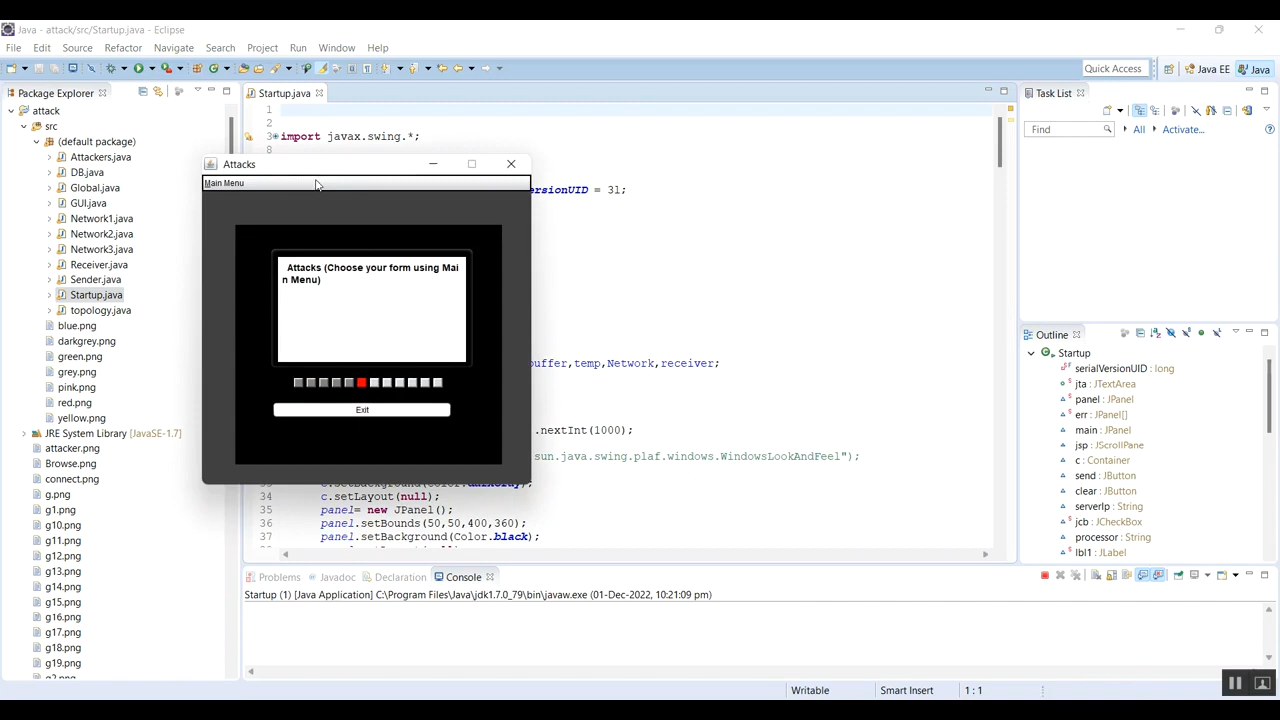 Java - attack/src/Startup.java - Eclipse
File Edit Source Refactor Navigate Search Project Run Window Help
Quick Access
Java EE
Java
Package Explorer
attack
src
(default package)
Attackers.java
DB.java
Global.java
GUI.java
Network1.java
Network2.java
Network3.java
Receiver.java
Sender.java
Startup.java
topology.java
blue.png
darkgrey.png
green.png
grey.png
pink.png
red.png
yellow.png
JRE System Library [JavaSE-1.7]
attacker.png
Browse.png
connect.png
g.png
g1.png
g10.png
g11.png
g12.png
g13.png
g14.png
g15.png
g16.png
g17.png
g18.png
g19.png
g2.png
Startup.java
1
2
3 import javax.swing.*;
8
ersionUID = 3l;
uffer,temp,Network,receiver;
.nextInt(1000);
sun.java.swing.plaf.windows.WindowsLookAndFeel");
34 c.setLayout(null);
35 panel= new JPanel();
36 panel.setBounds(50,50,400,360);
37 panel.setBackground(Color.black);
Attacks
Main Menu
Attacks (Choose your form using Mai
n Menu)
Exit
Task List
Find
All
Activate...
Outline
Startup
serialVersionUID : long
jta : JTextArea
panel : JPanel
err : JPanel[]
main : JPanel
jsp : JScrollPane
c : Container
send : JButton
clear : JButton
serverIp : String
jcb : JCheckBox
processor : String
lbl1 : JLabel
Problems Javadoc Declaration Console
Startup (1) [Java Application] C:\Program Files\Java\jdk1.7.0_79\bin\javaw.exe (01-Dec-2022, 10:21:09 pm)
Writable
Smart Insert
1 : 1